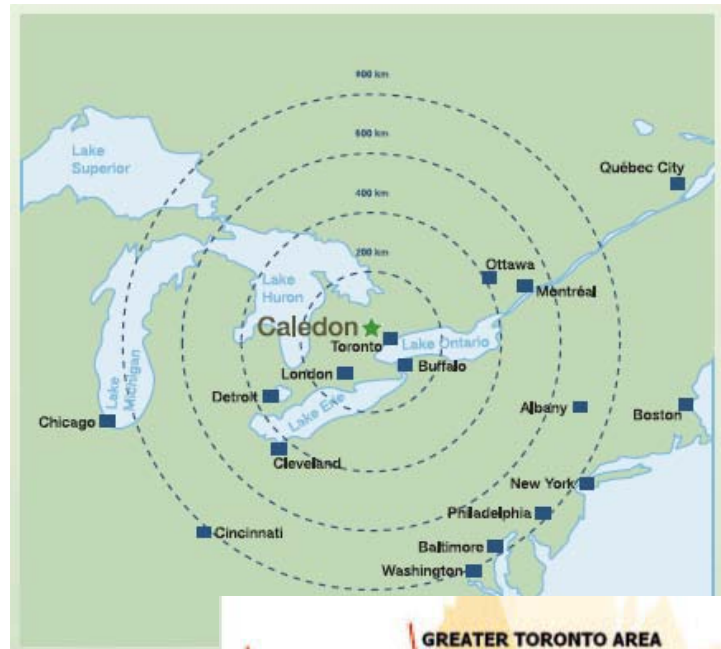 800 km
600 km
400 km
200 km
Lake
Superior
Québec City
Ottawa
Montréal
Lake
Huron
Caledon
Toronto
Lake Ontario
London
Buffalo
Detroit
Lake
Michigan
Lake Erie
Albany
Boston
Chicago
Cleveland
New York
Philadelphia
Cincinnati
Baltimore
Washington
GREATER TORONTO AREA